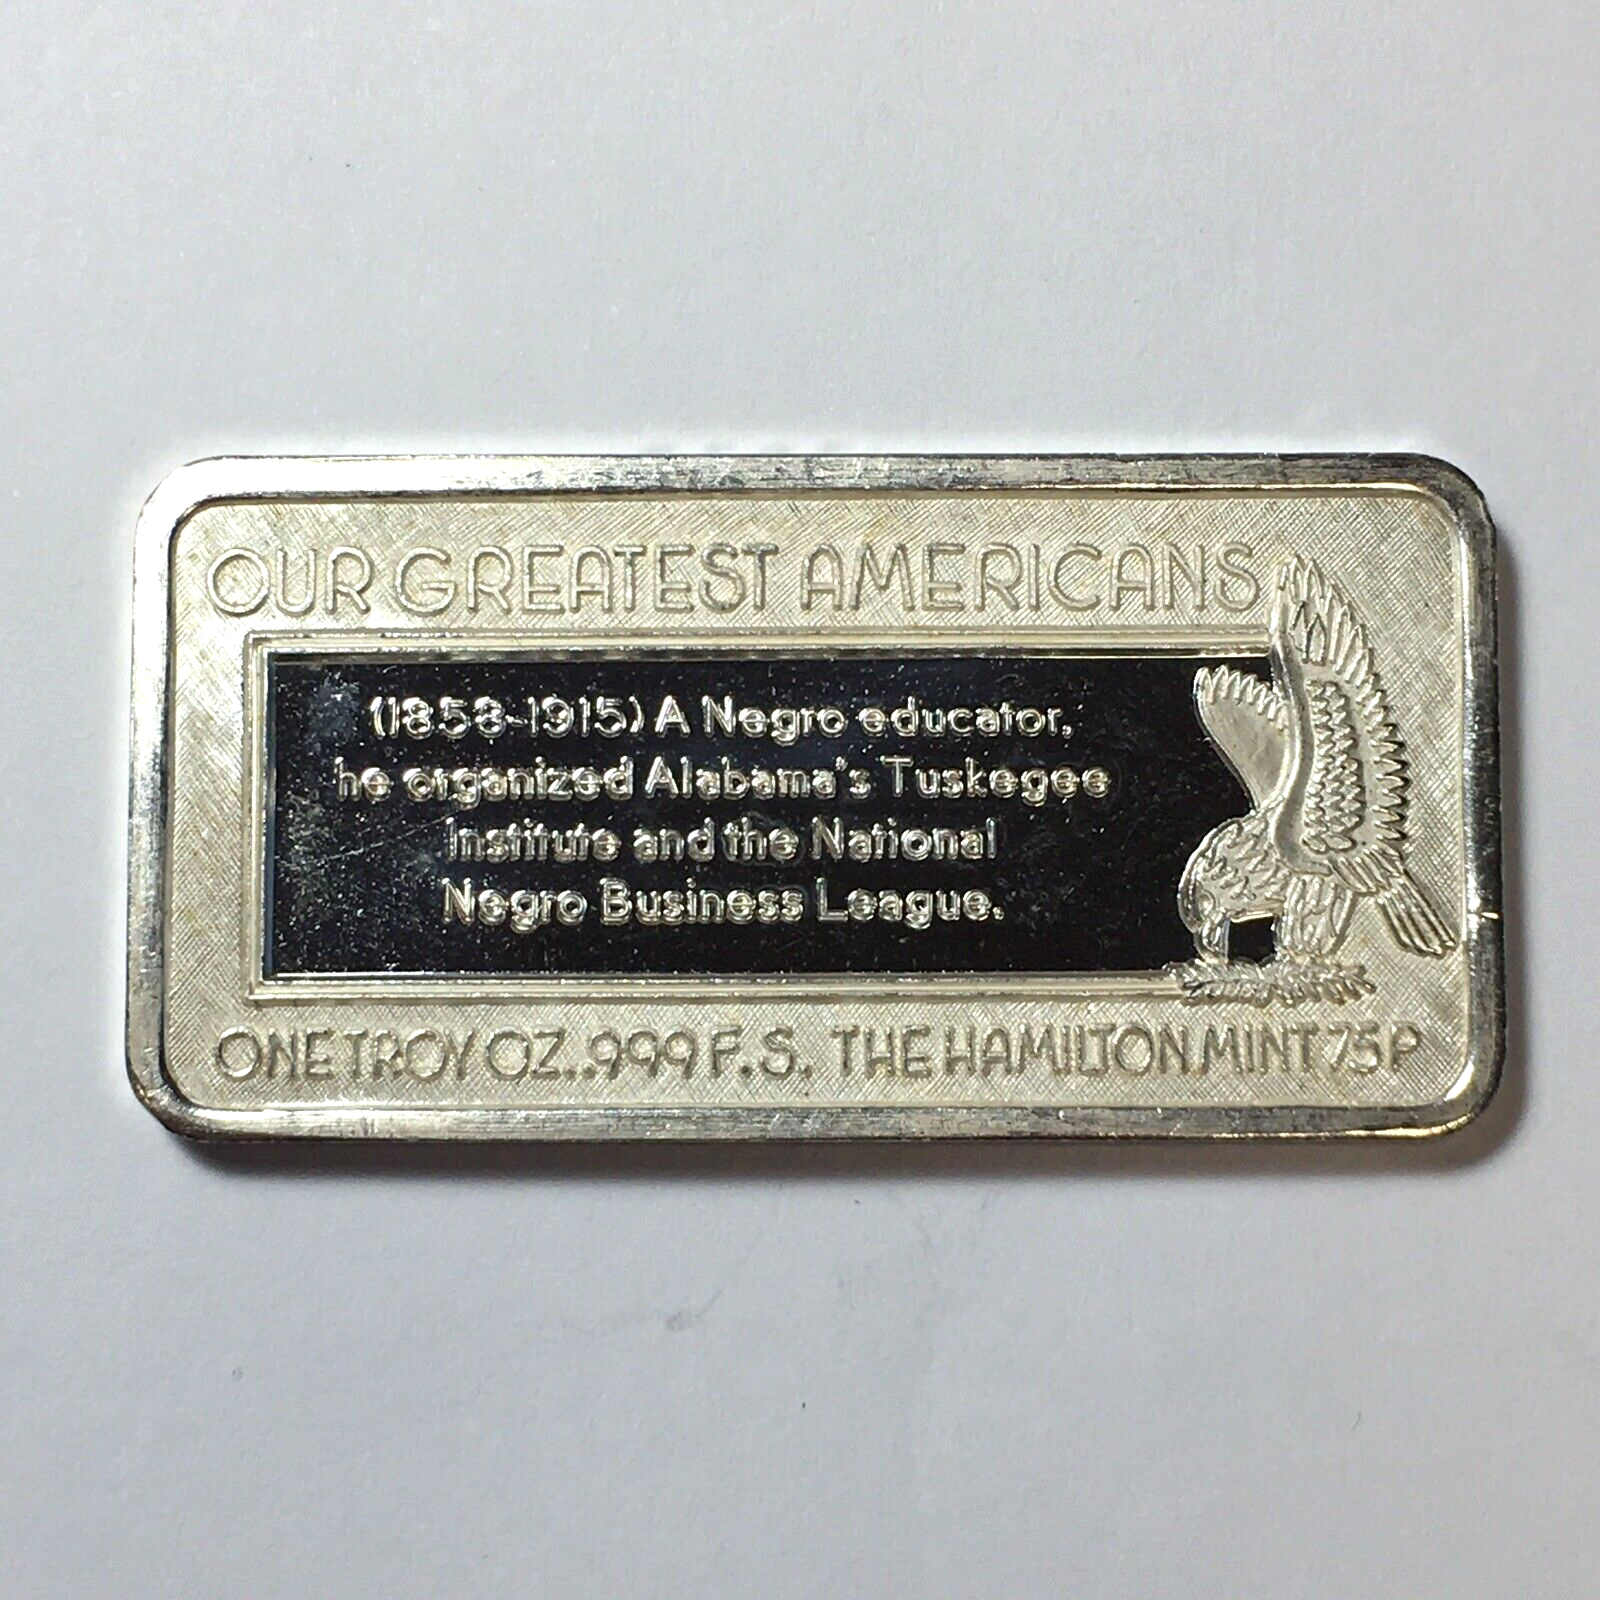 OUR GREATEST AMERICANS
(1858-1915) A Negro educator,
he organized Alabama's Tuskegee
Institute and the National
Negro Business League.
ONE TROY OZ. .999 F.S. THE HAMILTON MINT 75P